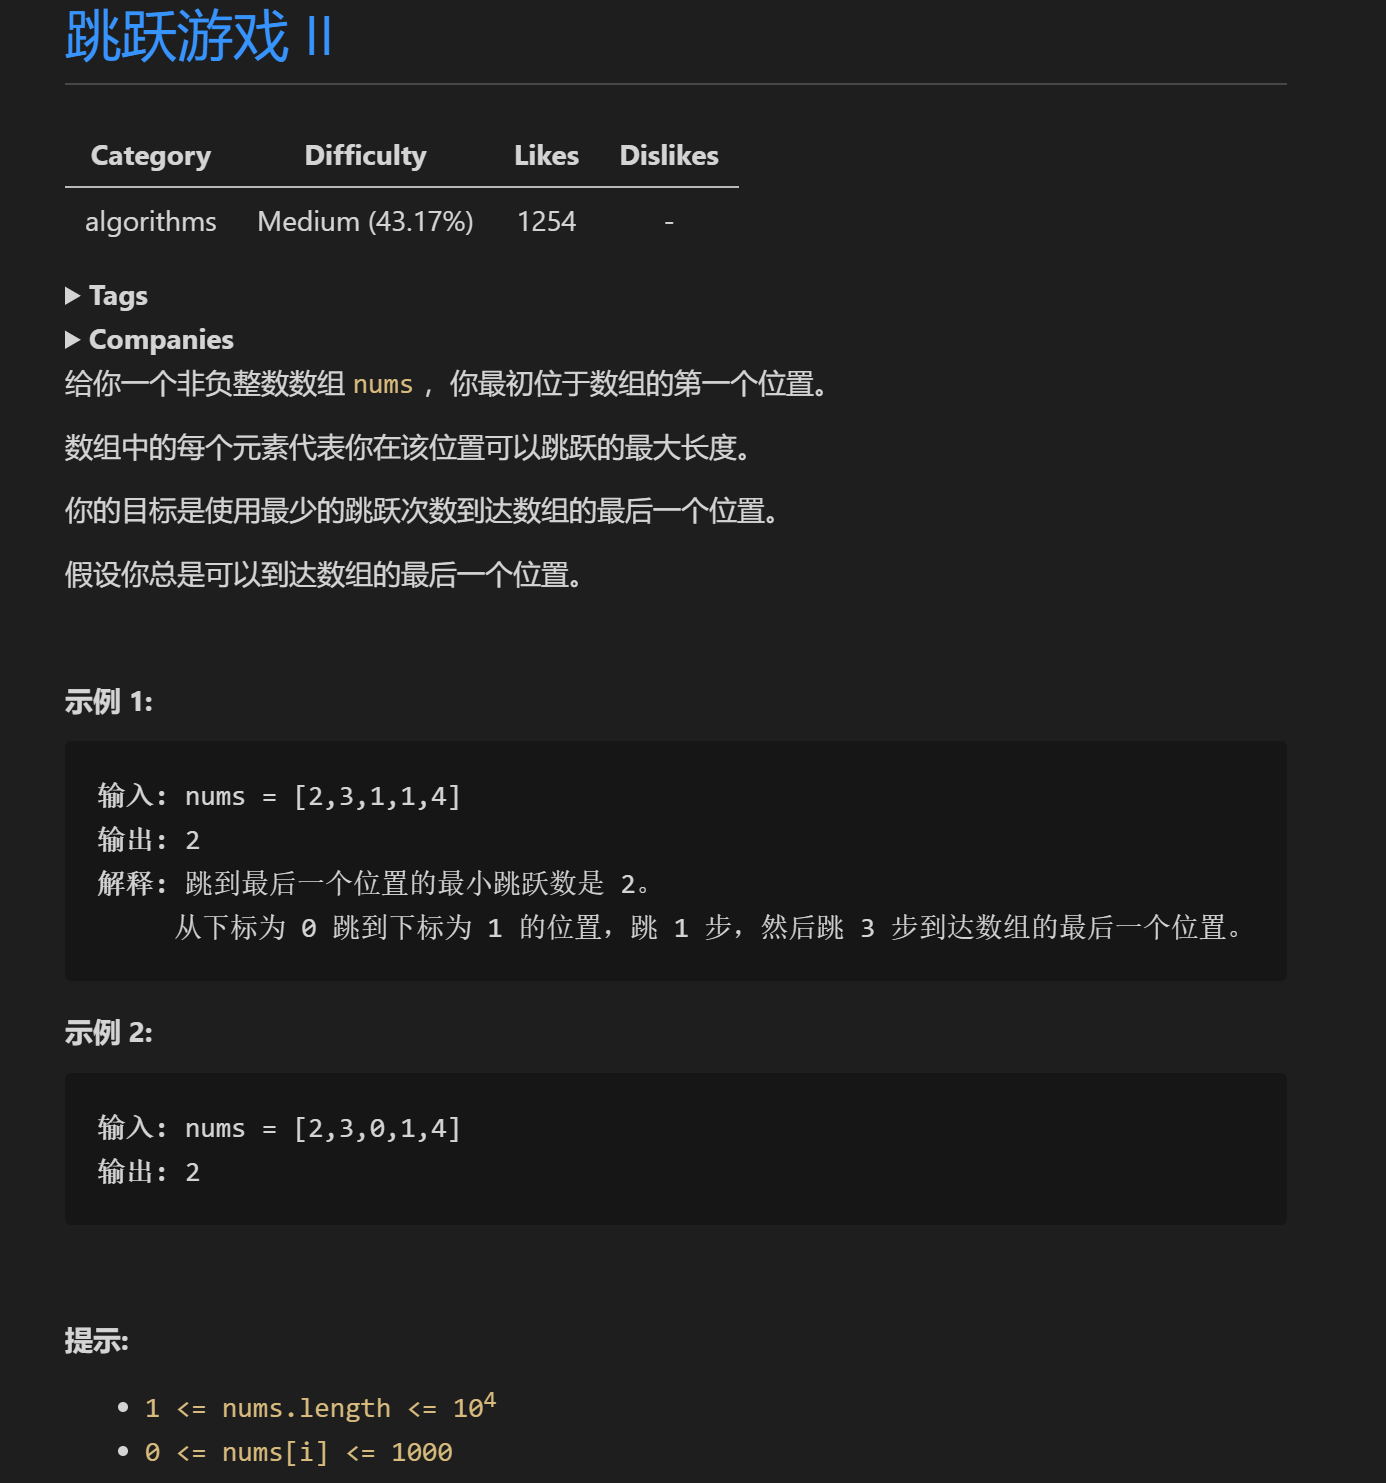 跳跃游戏 II
Category Difficulty Likes Dislikes
algorithms Medium (43.17%) 1254 -
Tags
Companies
给你一个非负整数数组 nums ，你最初位于数组的第一个位置。
数组中的每个元素代表你在该位置可以跳跃的最大长度。
你的目标是使用最少的跳跃次数到达数组的最后一个位置。
假设你总是可以到达数组的最后一个位置。
示例 1:
输入: nums = [2,3,1,1,4]
输出: 2
解释: 跳到最后一个位置的最小跳跃数是 2。
从下标为 0 跳到下标为 1 的位置，跳 1 步，然后跳 3 步到达数组的最后一个位置。
示例 2:
输入: nums = [2,3,0,1,4]
输出: 2
提示:
1 <= nums.length <= 10⁴
0 <= nums[i] <= 1000